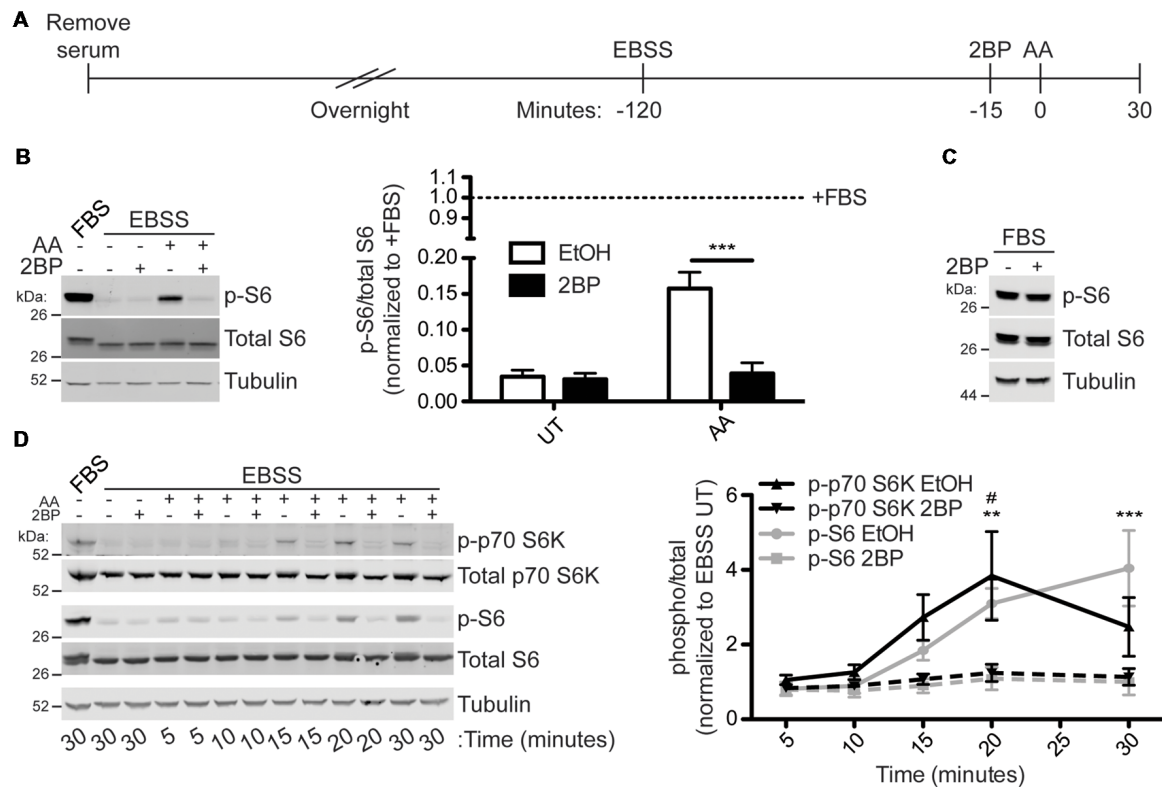 A
Remove
serum
EBSS
2BP AA
Overnight
Minutes: -120
-15 0 30
B
FBS
EBSS
AA - - - + +
2BP - - + - +
kDa:
26
p-S6
26
Total S6
52
Tubulin
p-S6/total S6
(normalized to +FBS)
1.1
1.0
0.9
0.20
0.15
0.10
0.05
0.00
+FBS
EtOH
2BP
***
UT
AA
C
FBS
2BP - +
kDa:
p-S6
26
Total S6
26
Tubulin
44
D
FBS
EBSS
AA - - - + + + + + + + + + +
2BP - - + - + - + - + - + - +
kDa:
52
p-p70 S6K
Total p70 S6K
52
p-S6
26
Total S6
26
52
Tubulin
30 30 30 5 5 10 10 15 15 20 20 30 30 :Time (minutes)
phospho/total
(normalized to EBSS UT)
6
4
2
0
p-p70 S6K EtOH
p-p70 S6K 2BP
p-S6 EtOH
p-S6 2BP
#
**
***
5 10 15 20 25 30
Time (minutes)